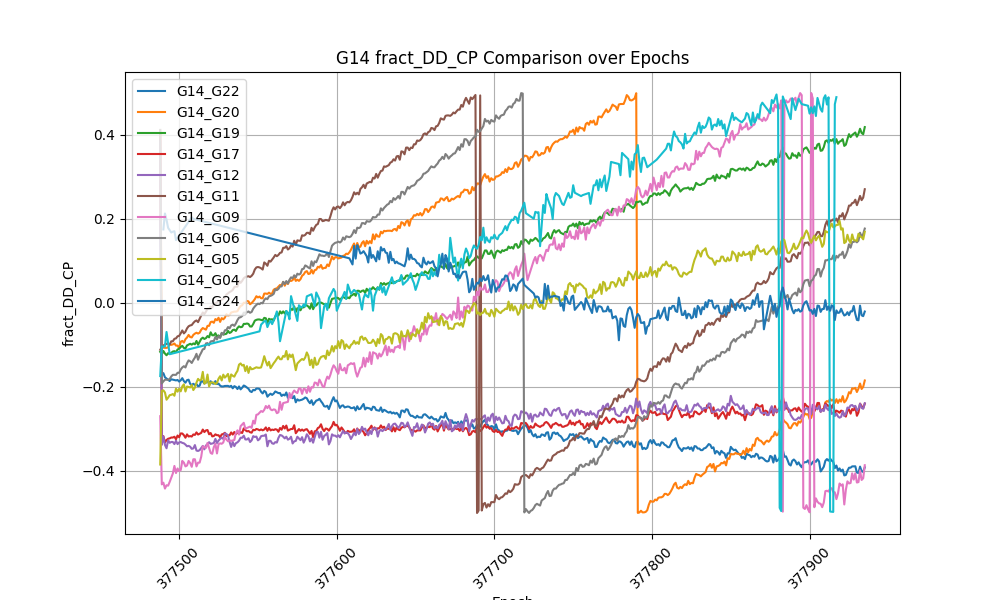 G14 fract_DD_CP Comparison over Epochs
G14_G22
G14_G20
G14_G19
G14_G17
G14_G12
G14_G11
G14_G09
G14_G06
G14_G05
G14_G04
G14_G24
fract_DD_CP
0.4
0.2
0.0
−0.2
−0.4
377500
377600
377700
377800
377900
Epoch